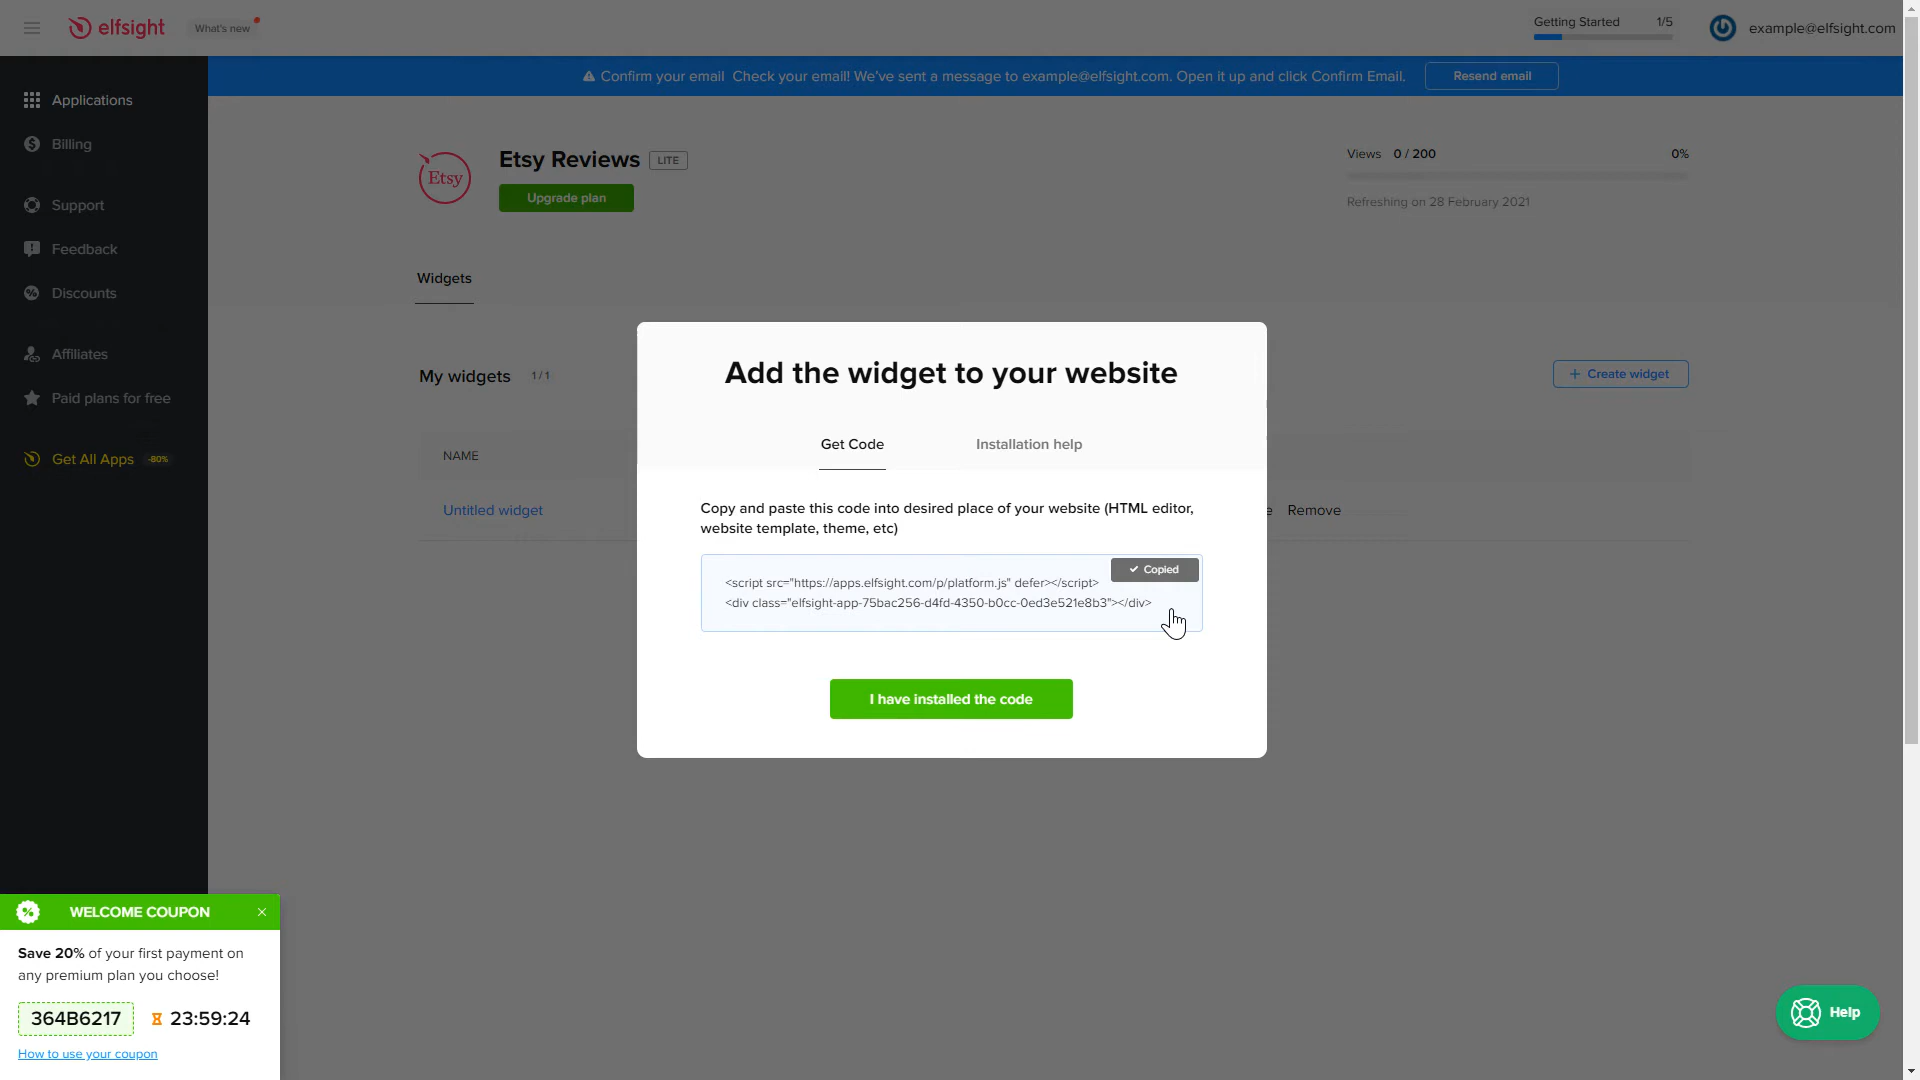 elfsight
What's new
Getting Started 1/5
example@elfsight.com
Confirm your email Check your email! We've sent a message to example@elfsight.com. Open it up and click Confirm Email.
Resend email
Applications
Billing
Support
Feedback
Discounts
Affiliates
Paid plans for free
Get All Apps -80%
Etsy
Etsy Reviews LITE
Upgrade plan
Views 0 / 200 0%
Refreshing on 28 February 2021
Widgets
My widgets 1 / 1
+ Create widget
NAME
Untitled widget
e Remove
Add the widget to your website
Get Code Installation help
Copy and paste this code into desired place of your website (HTML editor,
website template, theme, etc)
Copied
<script src="https://apps.elfsight.com/p/platform.js" defer></script>
<div class="elfsight-app-75bac256-d4fd-4350-b0cc-0ed3e521e8b3"></div>
I have installed the code
WELCOME COUPON
Save 20% of your first payment on
any premium plan you choose!
364B6217 23:59:24
How to use your coupon
Help